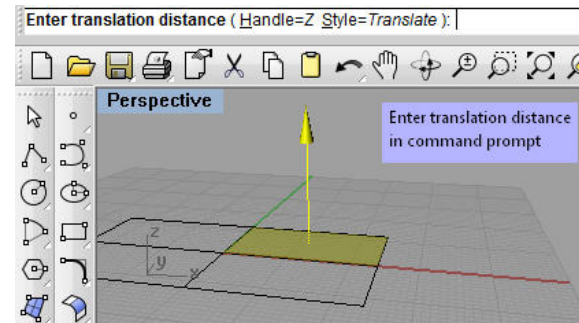 Enter translation distance ( Handle=Z Style=Translate ):
Perspective
Enter translation distance
in command prompt
z
y
x